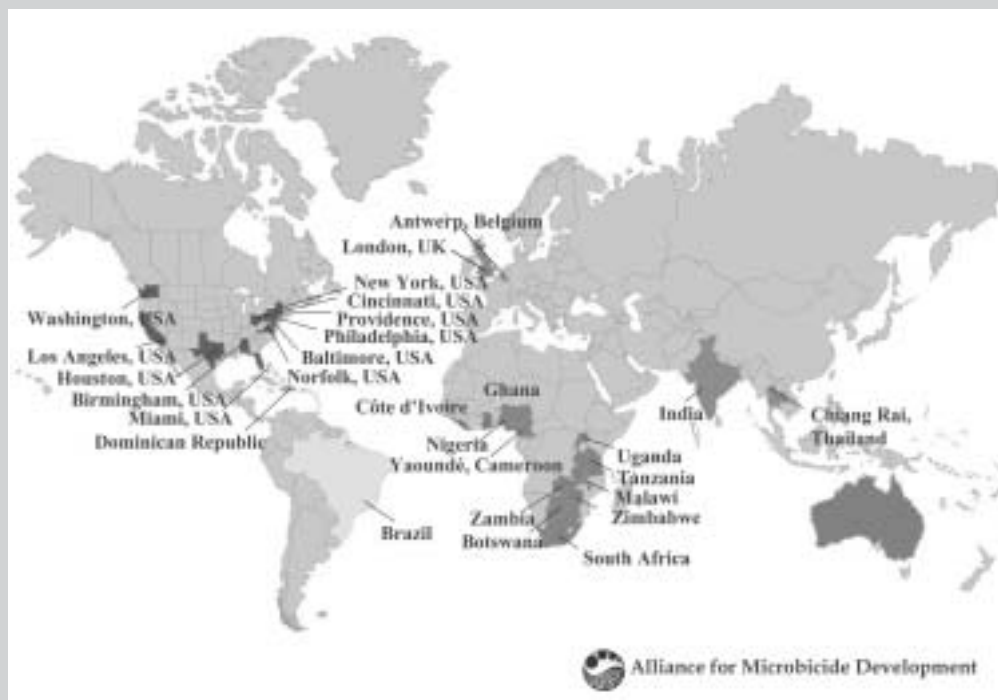 Antwerp, Belgium
London, UK
New York, USA
Cincinnati, USA
Providence, USA
Philadelphia, USA
Baltimore, USA
Norfolk, USA
Washington, USA
Los Angeles, USA
Houston, USA
Birmingham, USA
Miami, USA
Dominican Republic
Brazil
Ghana
Côte d'Ivoire
Nigeria
Yaoundé, Cameroon
Uganda
Tanzania
Malawi
Zimbabwe
Zambia
Botswana
South Africa
India
Chiang Rai,
Thailand
Alliance for Microbicide Development